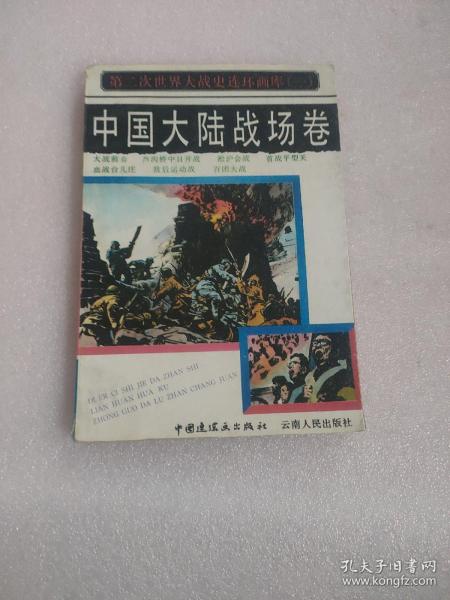 第二次世界大战史连环画库(一)
中国大陆战场卷
大战前奏 卢沟桥中日开战 淞沪会战 首战平型关
血战台儿庄 敌后运动战 百团大战
DI ER CI SHI JIE DA ZHAN SHI
LIAN HUAN HUA KU
ZHONG GUO DA LU ZHAN CHANG JUAN
中国连环画出版社 云南人民出版社
孔夫子旧书网
www.kongfz.com